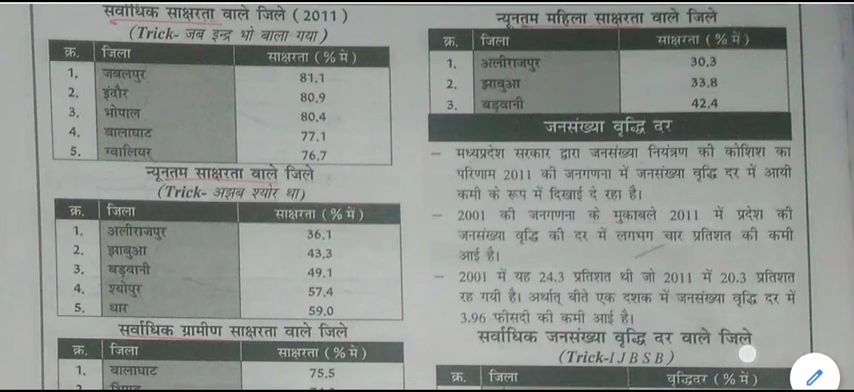 सर्वाधिक साक्षरता वाले जिले (2011)
(Trick- जब इन्द्र भो बाला गया)
क्र. जिला साक्षरता (% में)
1. जबलपुर 81.1
2. इंदौर 80.9
3. भोपाल 80.4
4. बालाघाट 77.1
5. ग्वालियर 76.7
न्यूनतम साक्षरता वाले जिले
(Trick- अझब श्योर था)
क्र. जिला साक्षरता (% में)
1. अलीराजपुर 36.1
2. झाबुआ 43.3
3. बड़वानी 49.1
4. श्योपुर 57.4
5. धार 59.0
सर्वाधिक ग्रामीण साक्षरता वाले जिले
क्र. जिला साक्षरता (% में)
1. बालाघाट 75.5
न्यूनतम महिला साक्षरता वाले जिले
क्र. जिला साक्षरता (% में)
1. अलीराजपुर 30.3
2. झाबुआ 33.8
3. बड़वानी 42.4
जनसंख्या वृद्धि दर
– मध्यप्रदेश सरकार द्वारा जनसंख्या नियंत्रण की कोशिश का
परिणाम 2011 की जनगणना में जनसंख्या वृद्धि दर में आयी
कमी के रूप में दिखाई दे रहा है।
– 2001 की जनगणना के मुकाबले 2011 में प्रदेश की
जनसंख्या वृद्धि की दर में लगभग चार प्रतिशत की कमी
आई है।
– 2001 में यह 24.3 प्रतिशत थी जो 2011 में 20.3 प्रतिशत
रह गयी है। अर्थात् बीते एक दशक में जनसंख्या वृद्धि दर में
3.96 फीसदी की कमी आई है।
सर्वाधिक जनसंख्या वृद्धि दर वाले जिले
(Trick-I J B S B)
क्र. जिला वृद्धिदर (% में)